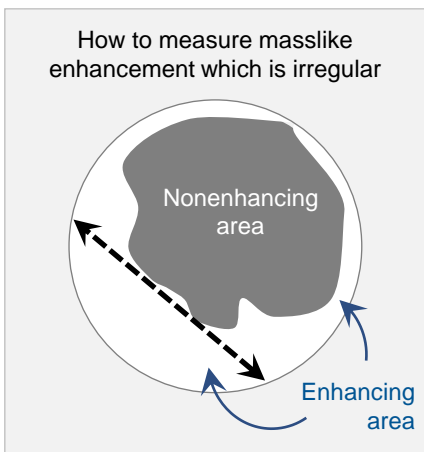 How to measure masslike
enhancement which is irregular
Nonenhancing
area
Enhancing
area